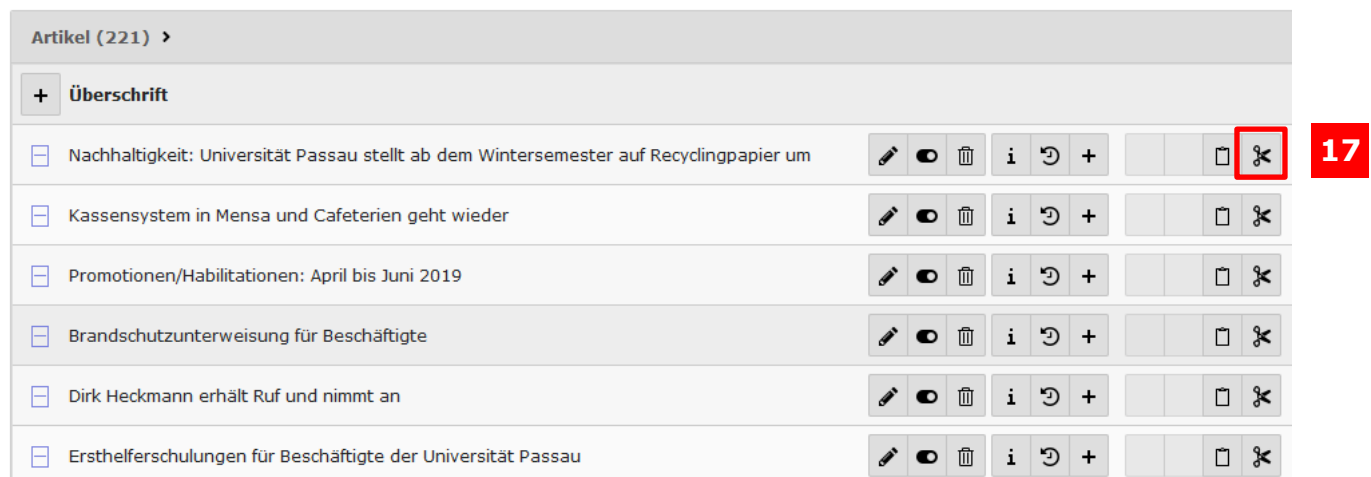 Artikel (221)
Überschrift
Nachhaltigkeit: Universität Passau stellt ab dem Wintersemester auf Recyclingpapier um
17
Kassensystem in Mensa und Cafeterien geht wieder
Promotionen/Habilitationen: April bis Juni 2019
Brandschutzunterweisung für Beschäftigte
Dirk Heckmann erhält Ruf und nimmt an
Ersthelferschulungen für Beschäftigte der Universität Passau